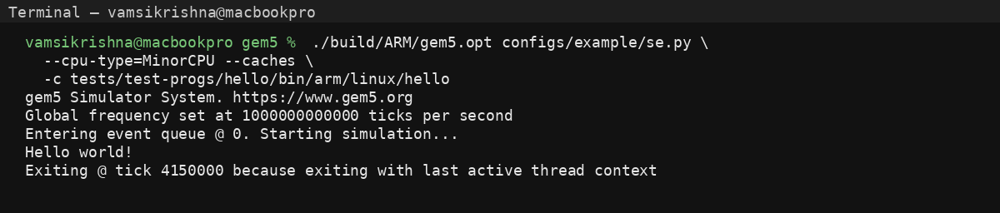 Terminal — vamsikrishna@macbookpro
vamsikrishna@macbookpro gem5 % ./build/ARM/gem5.opt configs/example/se.py \
--cpu-type=MinorCPU --caches \
-c tests/test-progs/hello/bin/arm/linux/hello
gem5 Simulator System. https://www.gem5.org
Global frequency set at 1000000000000 ticks per second
Entering event queue @ 0. Starting simulation...
Hello world!
Exiting @ tick 4150000 because exiting with last active thread context